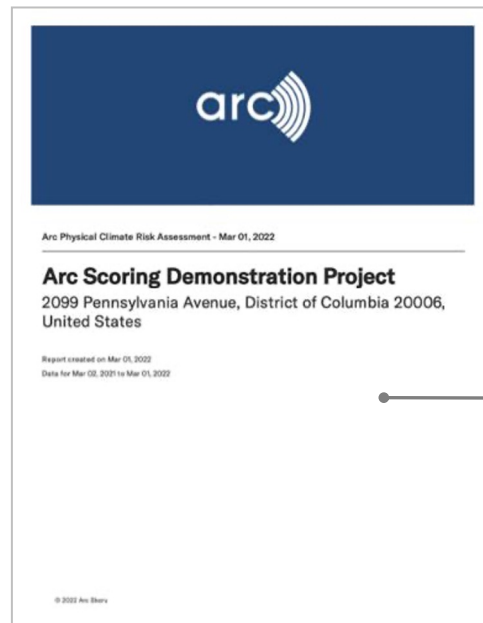 arc
Arc Physical Climate Risk Assessment - Mar 01, 2022
Arc Scoring Demonstration Project
2099 Pennsylvania Avenue, District of Columbia 20006,
United States
Report created on Mar 01, 2022
Data for Mar 02, 2021 to Mar 01, 2022
© 2022 Arc Skoru